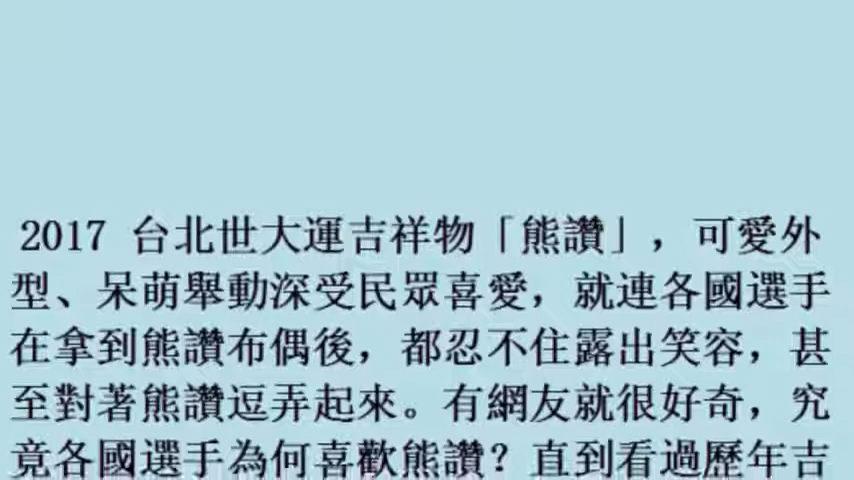 2017 台北世大運吉祥物「熊讚」，可愛外
型、呆萌舉動深受民眾喜愛，就連各國選手
在拿到熊讚布偶後，都忍不住露出笑容，甚
至對著熊讚逗弄起來。有網友就很好奇，究
竟各國選手為何喜歡熊讚？直到看過歷年吉